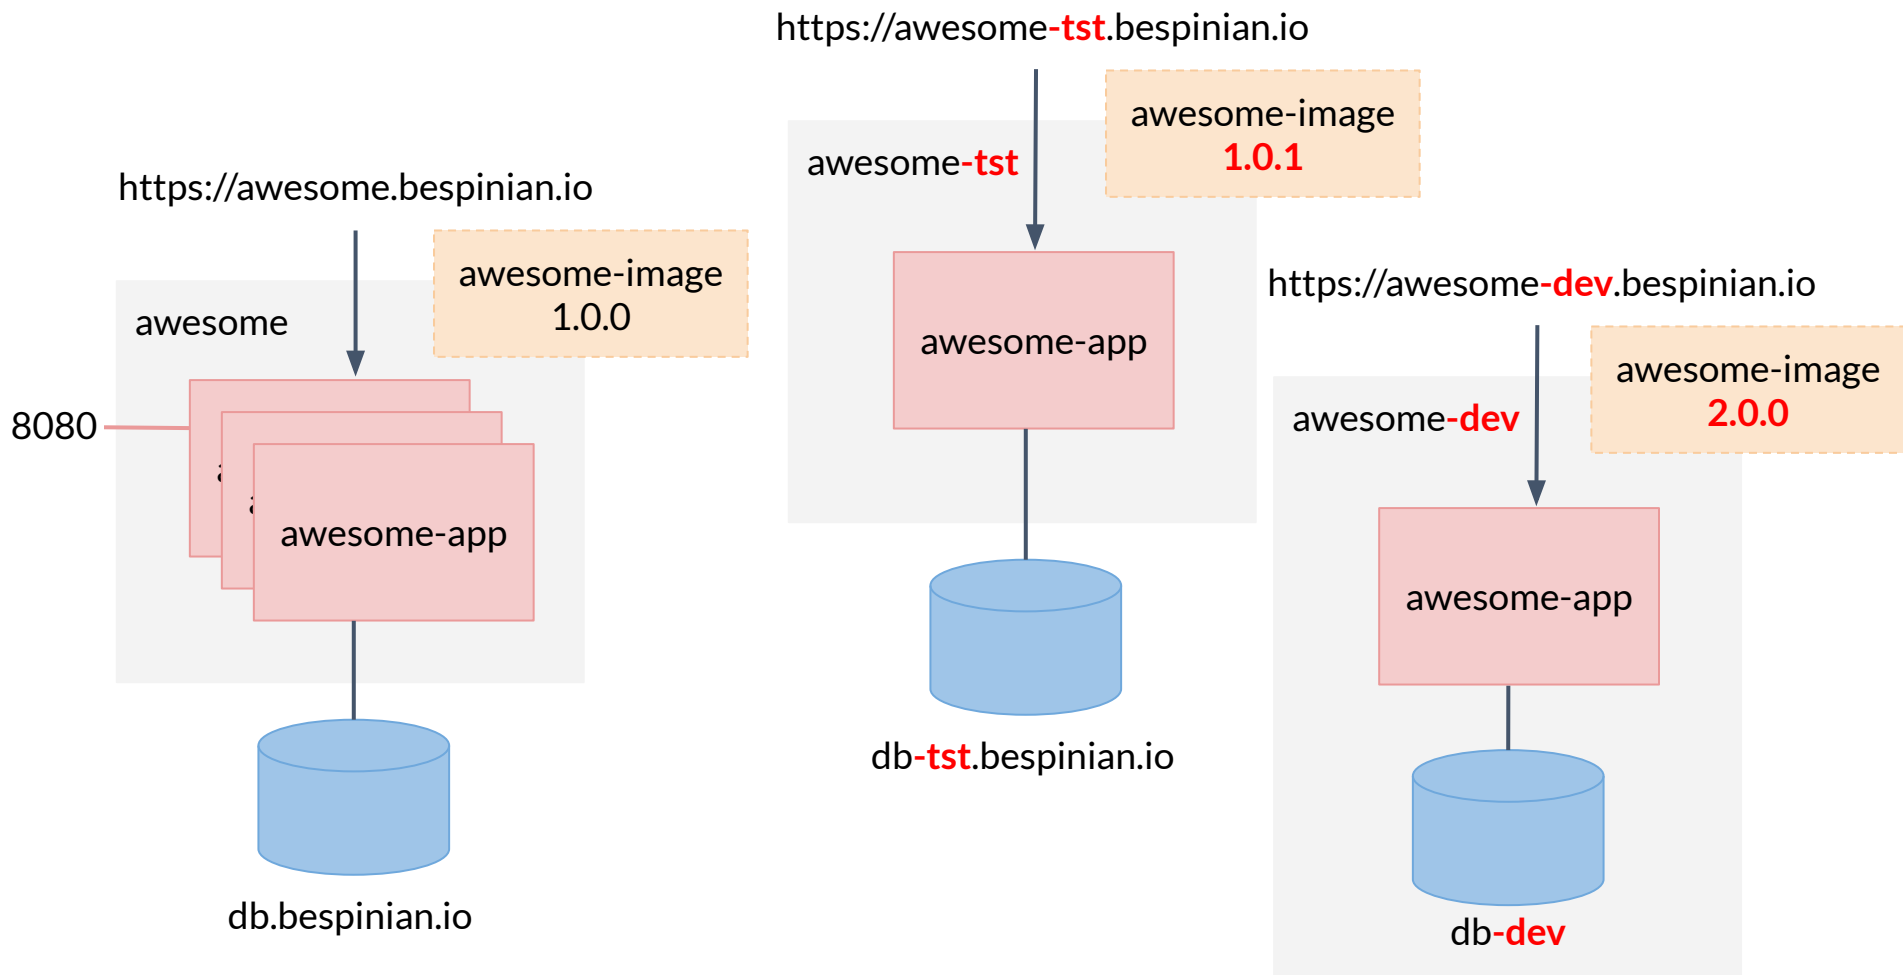 https://awesome.bespinian.io
awesome-image
1.0.0
awesome
8080
awesome-app
db.bespinian.io
https://awesome-tst.bespinian.io
awesome-image
1.0.1
awesome-tst
awesome-app
db-tst.bespinian.io
https://awesome-dev.bespinian.io
awesome-image
2.0.0
awesome-dev
awesome-app
db-dev